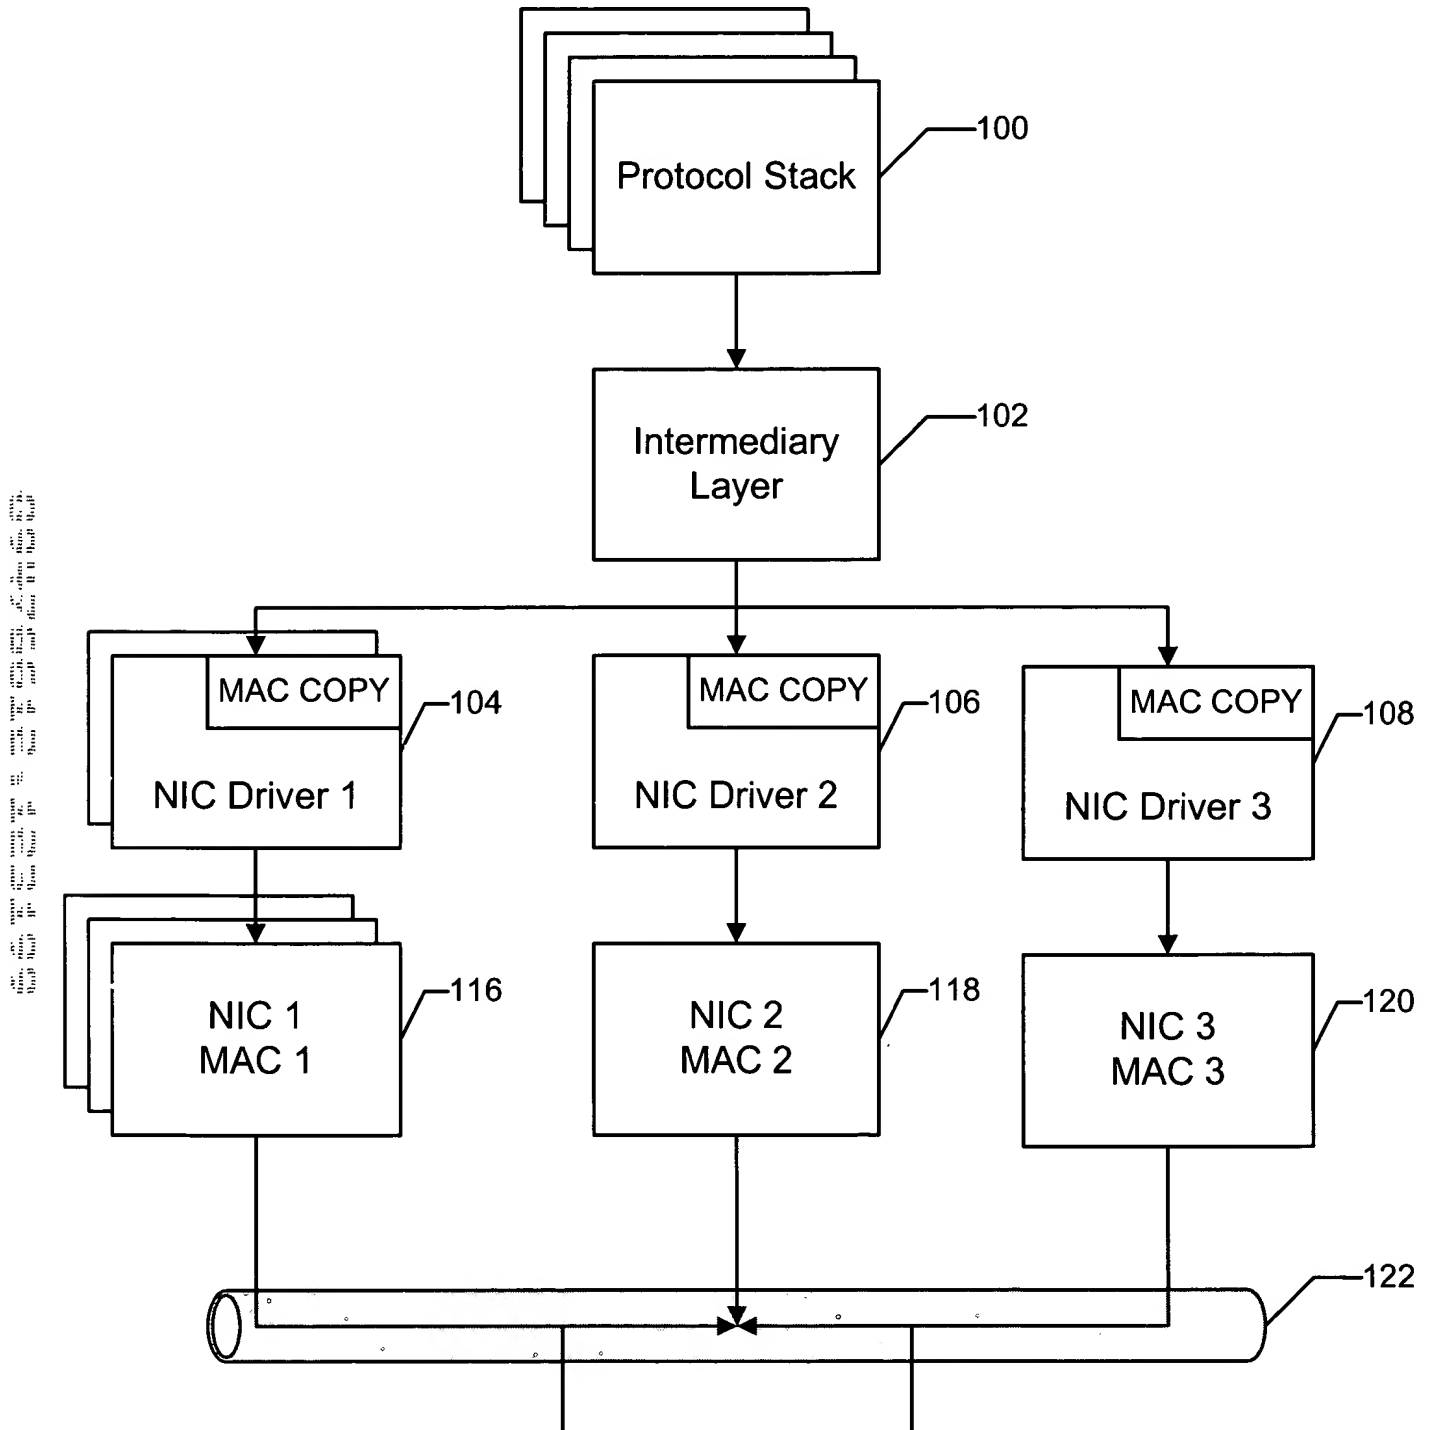 100
Protocol Stack
102
Intermediary
Layer
MAC COPY
104
NIC Driver 1
MAC COPY
106
NIC Driver 2
MAC COPY
108
NIC Driver 3
116
NIC 1
MAC 1
118
NIC 2
MAC 2
120
NIC 3
MAC 3
122